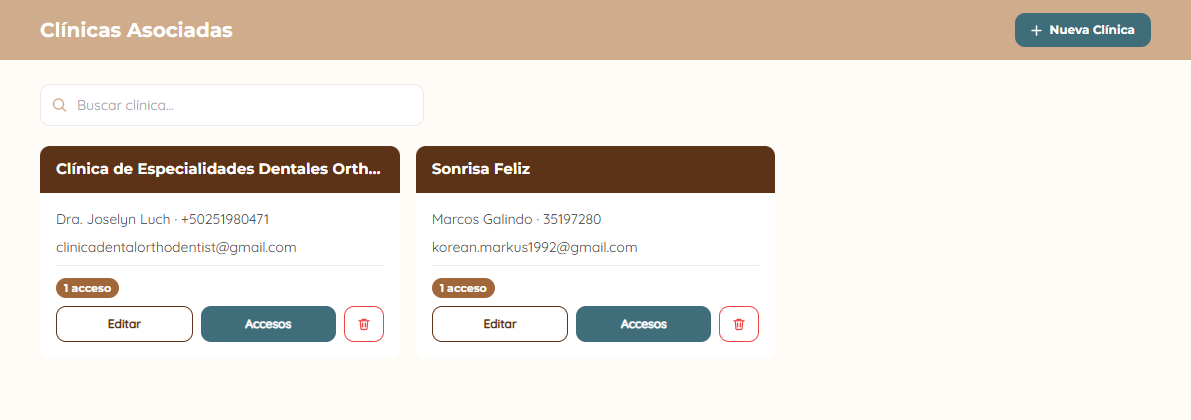 Clínicas Asociadas
+ Nueva Clínica
Buscar clínica...
Clínica de Especialidades Dentales Orth...
Dra. Joselyn Luch · +50251980471
clinicadentalorthodentist@gmail.com
1 acceso
Editar
Accesos
Sonrisa Feliz
Marcos Galindo · 35197280
korean.markus1992@gmail.com
1 acceso
Editar
Accesos